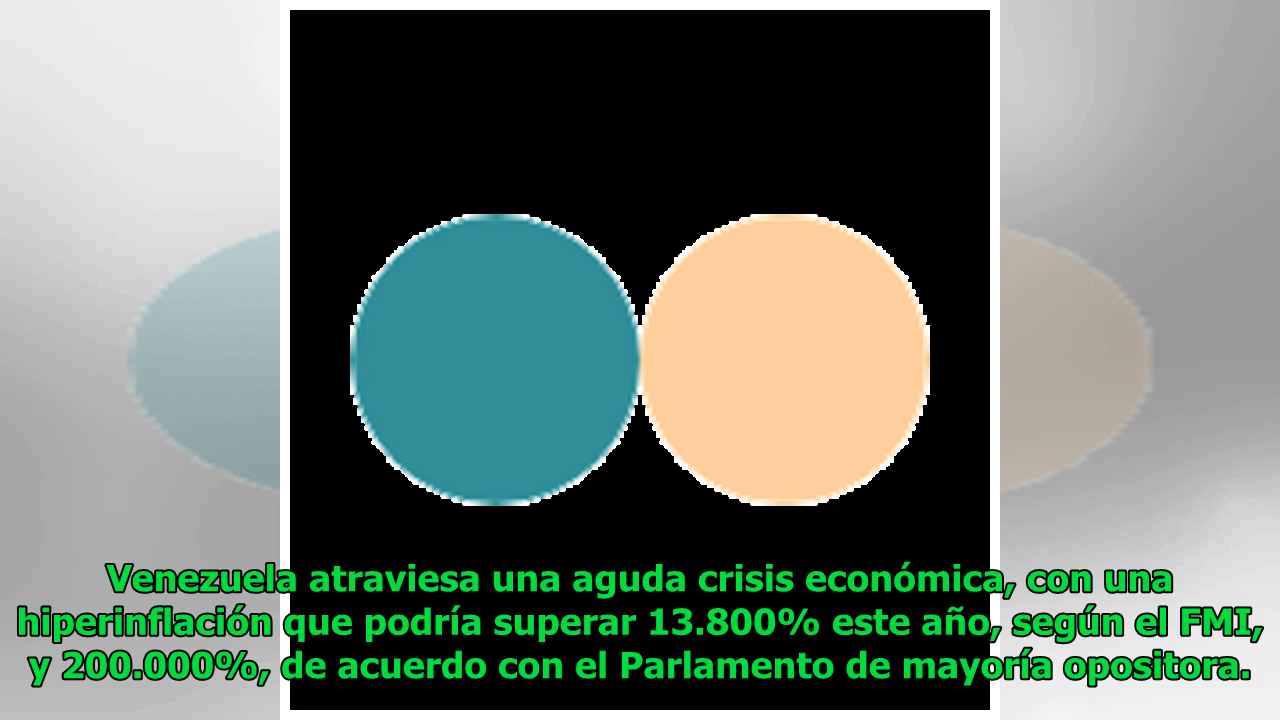 Venezuela atraviesa una aguda crisis económica, con una
hiperinflación que podría superar 13.800% este año, según el FMI,
y 200.000%, de acuerdo con el Parlamento de mayoría opositora.